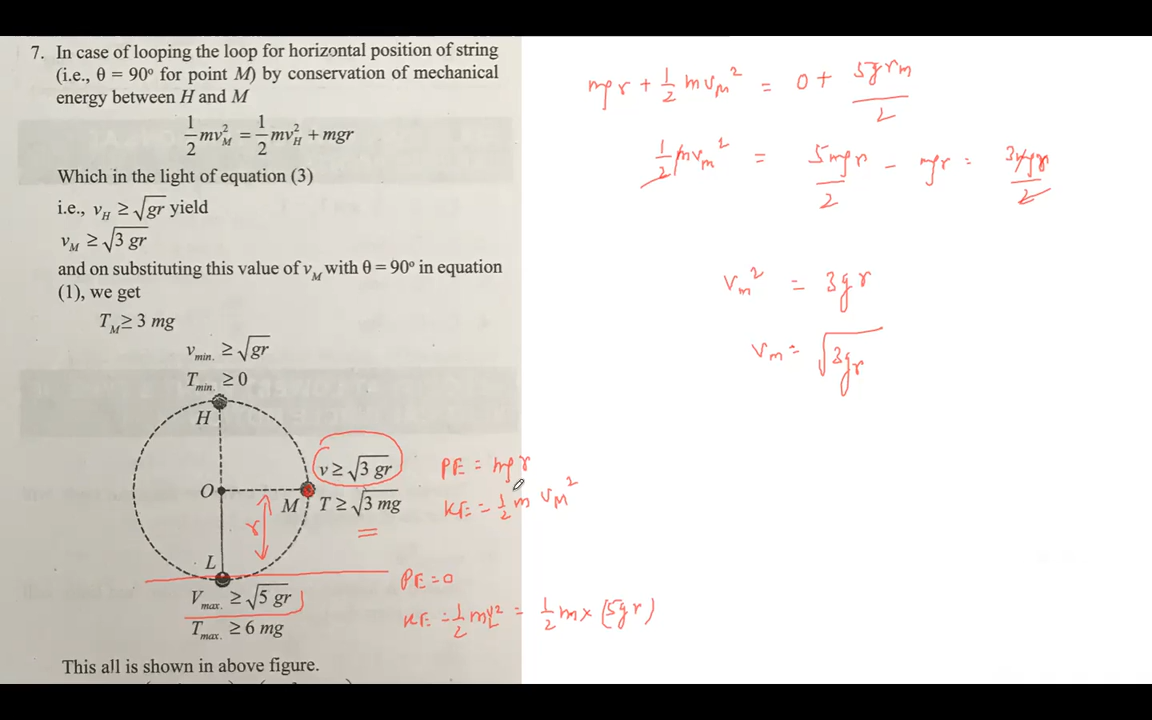 7. In case of looping the loop for horizontal position of string
(i.e., θ = 90° for point M) by conservation of mechanical
energy between H and M
1/2 mv_M^2 = 1/2 mv_H^2 + mgr
Which in the light of equation (3)
i.e., v_H ≥ √gr yield
v_M ≥ √3 gr
and on substituting this value of v_M with θ = 90° in equation
(1), we get
T_M ≥ 3 mg
v_min. ≥ √gr
T_min. ≥ 0
H
v ≥ √3 gr
O
M T ≥ √3 mg
r
L
V_max. ≥ √5 gr
T_max. ≥ 6 mg
This all is shown in above figure.
mgr + 1/2 mv_M^2 = 0 + 5grm/2
1/2 mv_m^2 = 5mgr/2 - mgr = 3mgr/2
v_m^2 = 3gr
v_m = √3gr
PE = mgr
KE = 1/2 m v_M^2
PE = 0
KE = 1/2 mv_L^2 = 1/2 m × (5gr)